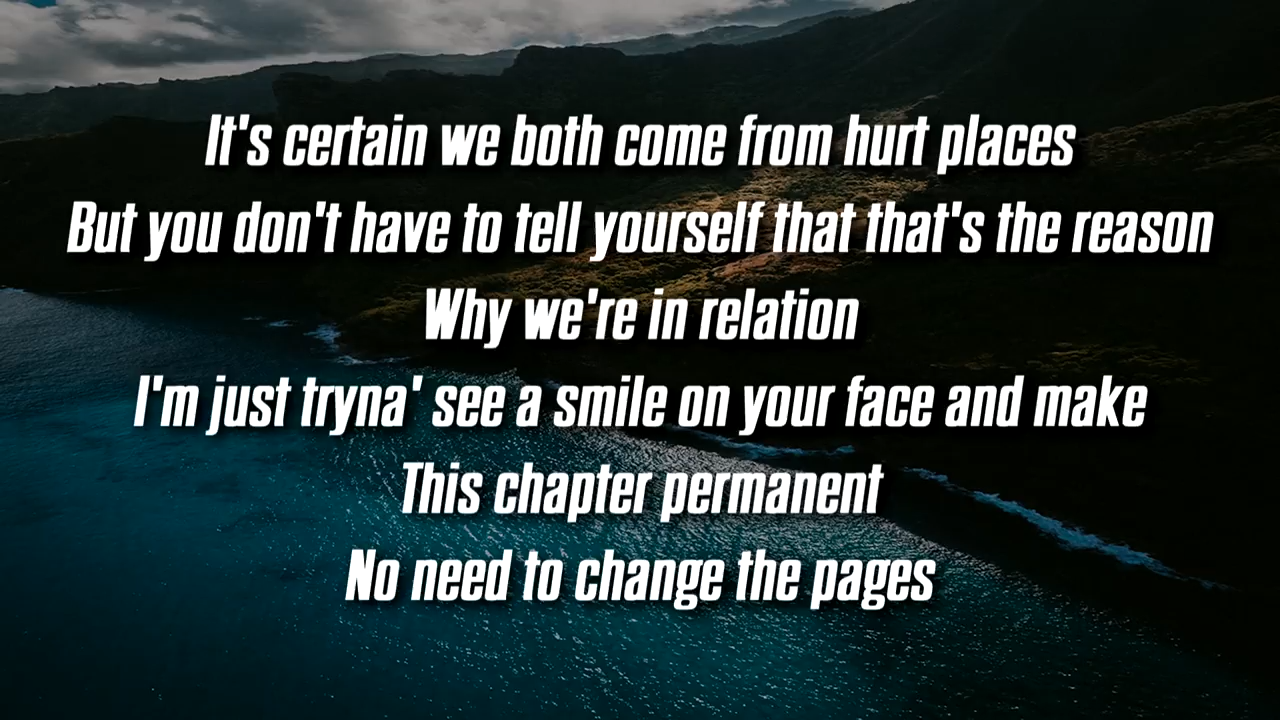 It's certain we both come from hurt places
But you don't have to tell yourself that that's the reason
Why we're in relation
I'm just tryna' see a smile on your face and make
This chapter permanent
No need to change the pages